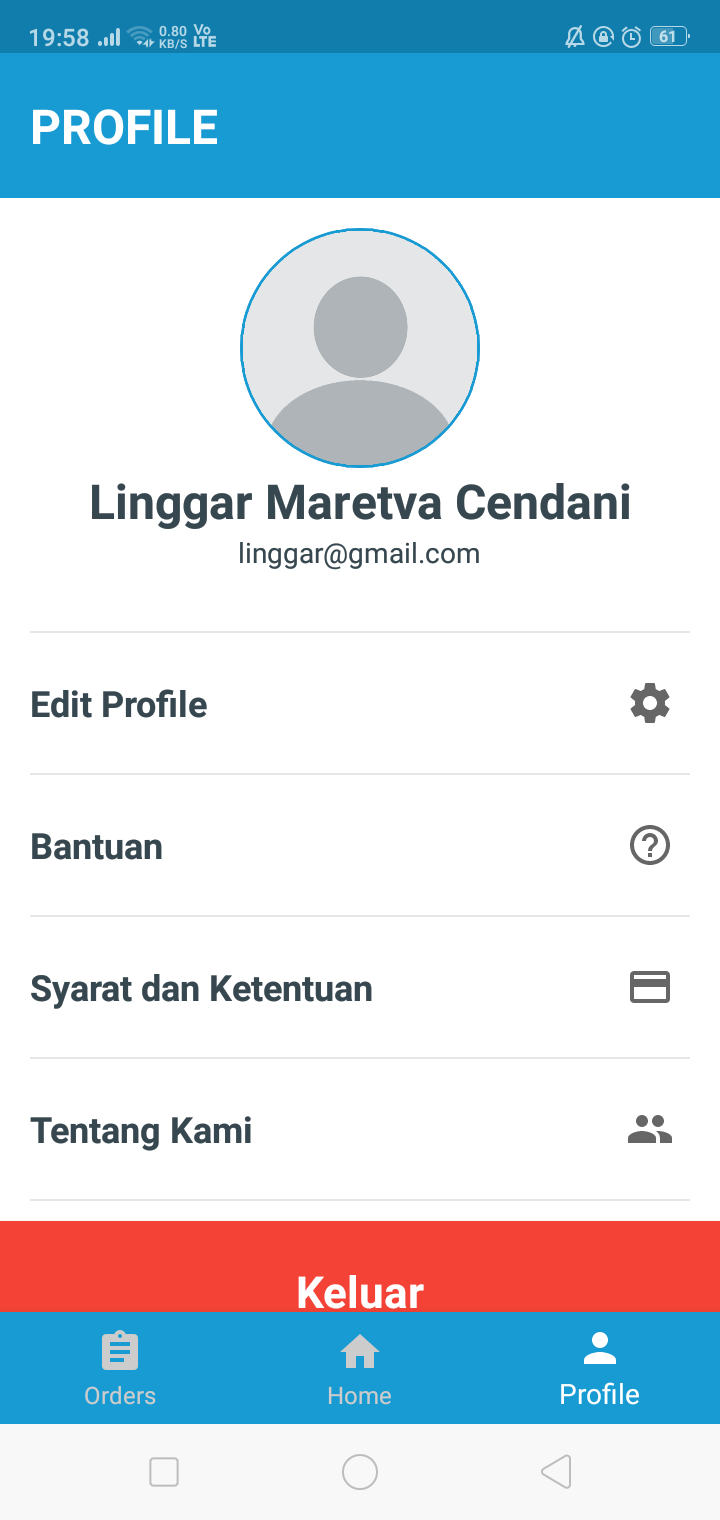 19:58 0.80 KB/S Vo LTE 61
PROFILE
Linggar Maretva Cendani
linggar@gmail.com
Edit Profile
Bantuan
Syarat dan Ketentuan
Tentang Kami
Keluar
Orders Home Profile